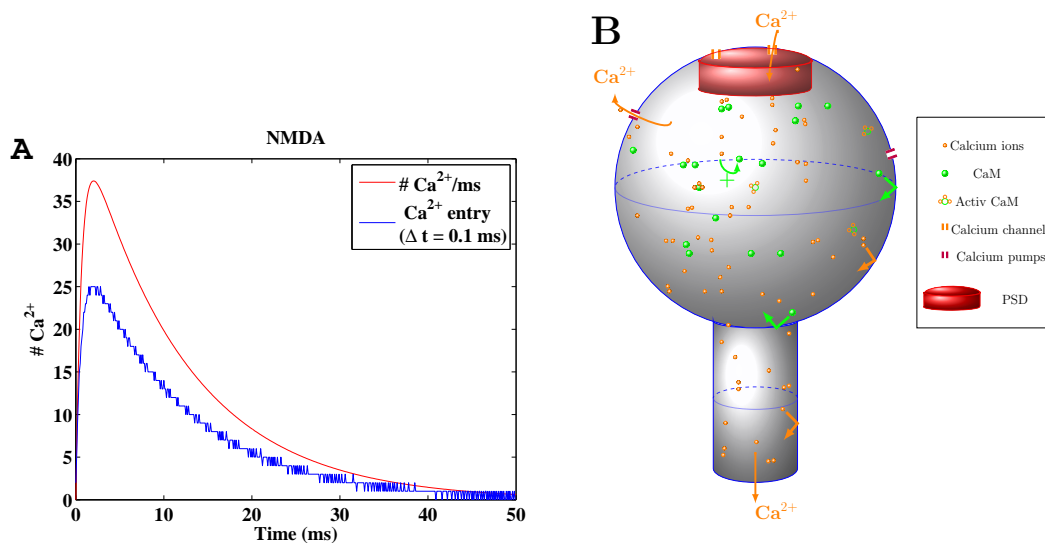 A
NMDA
# Ca²⁺/ms
Ca²⁺ entry
(Δ t = 0.1 ms)
# Ca²⁺
40
35
30
25
20
15
10
5
0
0 10 20 30 40 50
Time (ms)
B
Ca²⁺
Ca²⁺
Ca²⁺
Calcium ions
CaM
Activ CaM
Calcium channel
Calcium pumps
PSD